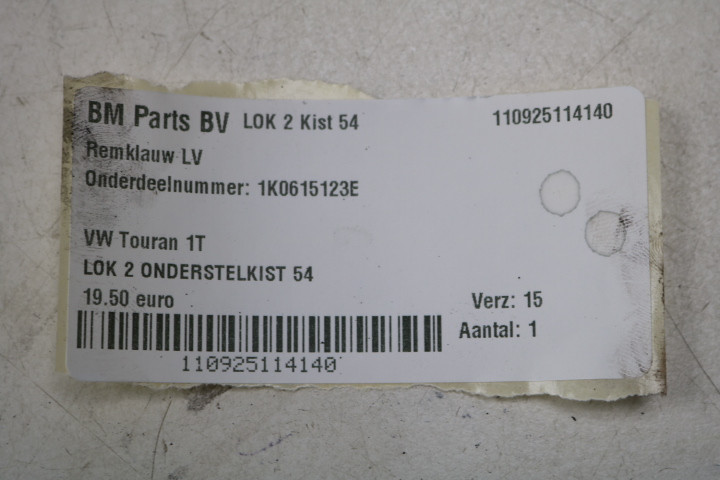 BM Parts BV LOK 2 Kist 54 110925114140
Remklauw LV
Onderdeelnummer: 1K0615123E
VW Touran 1T
LOK 2 ONDERSTELKIST 54
19.50 euro Verz: 15
Aantal: 1
110925114140